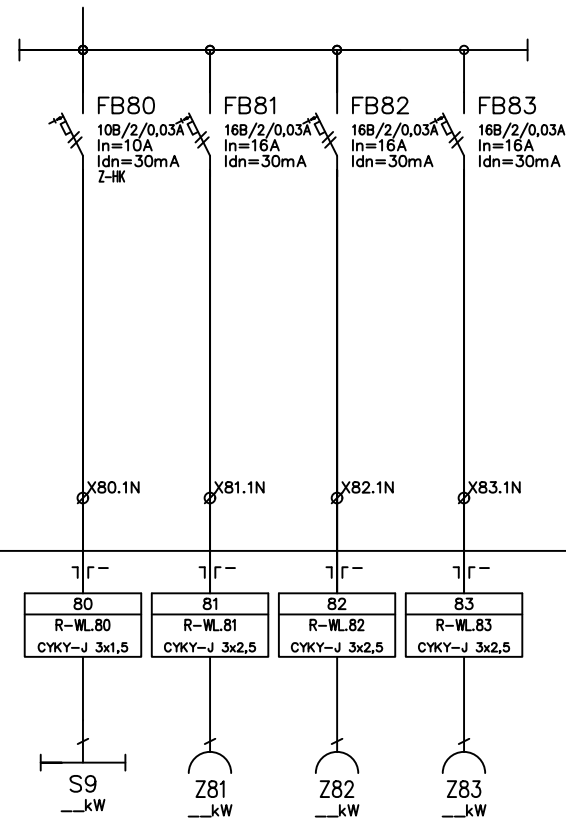 FB80
10B/2/0,03A
In=10A
Idn=30mA
Z-HK
FB81
16B/2/0,03A
In=16A
Idn=30mA
FB82
16B/2/0,03A
In=16A
Idn=30mA
FB83
16B/2/0,03A
In=16A
Idn=30mA
X80.1N
X81.1N
X82.1N
X83.1N
80
R-WL.80
CYKY-J 3x1,5
81
R-WL.81
CYKY-J 3x2,5
82
R-WL.82
CYKY-J 3x2,5
83
R-WL.83
CYKY-J 3x2,5
S9
__kW
Z81
__kW
Z82
__kW
Z83
__kW